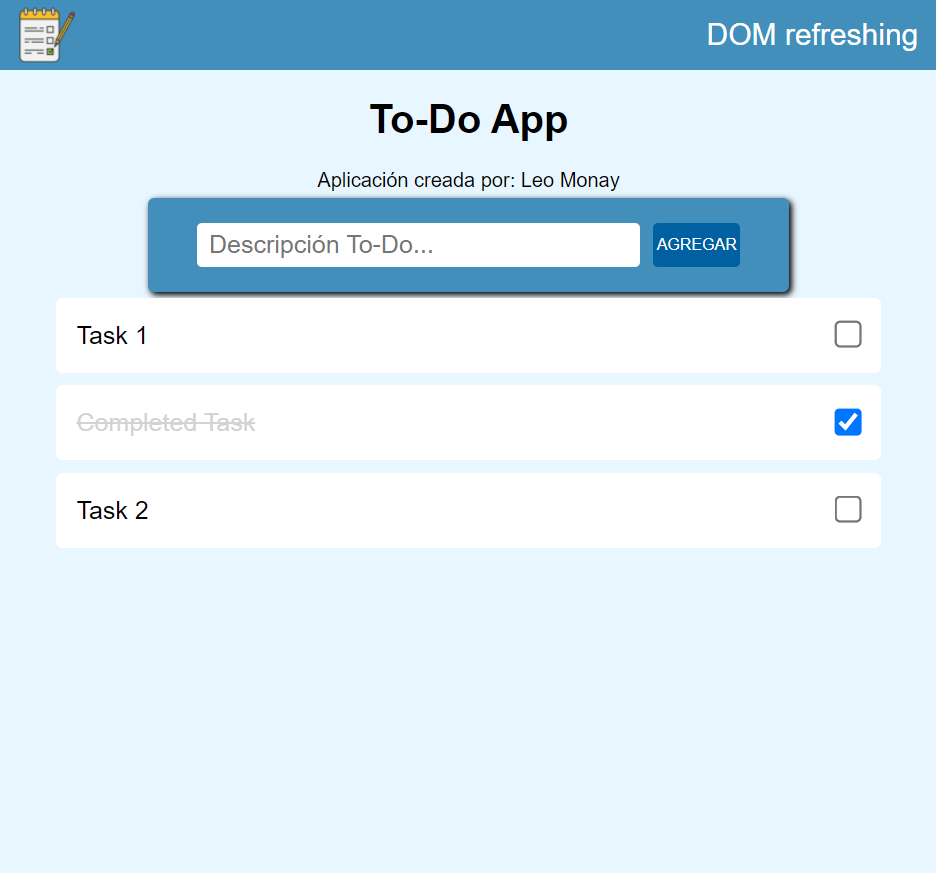 DOM refreshing
To-Do App
Aplicación creada por: Leo Monay
Descripción To-Do...
AGREGAR
Task 1
Completed Task
Task 2